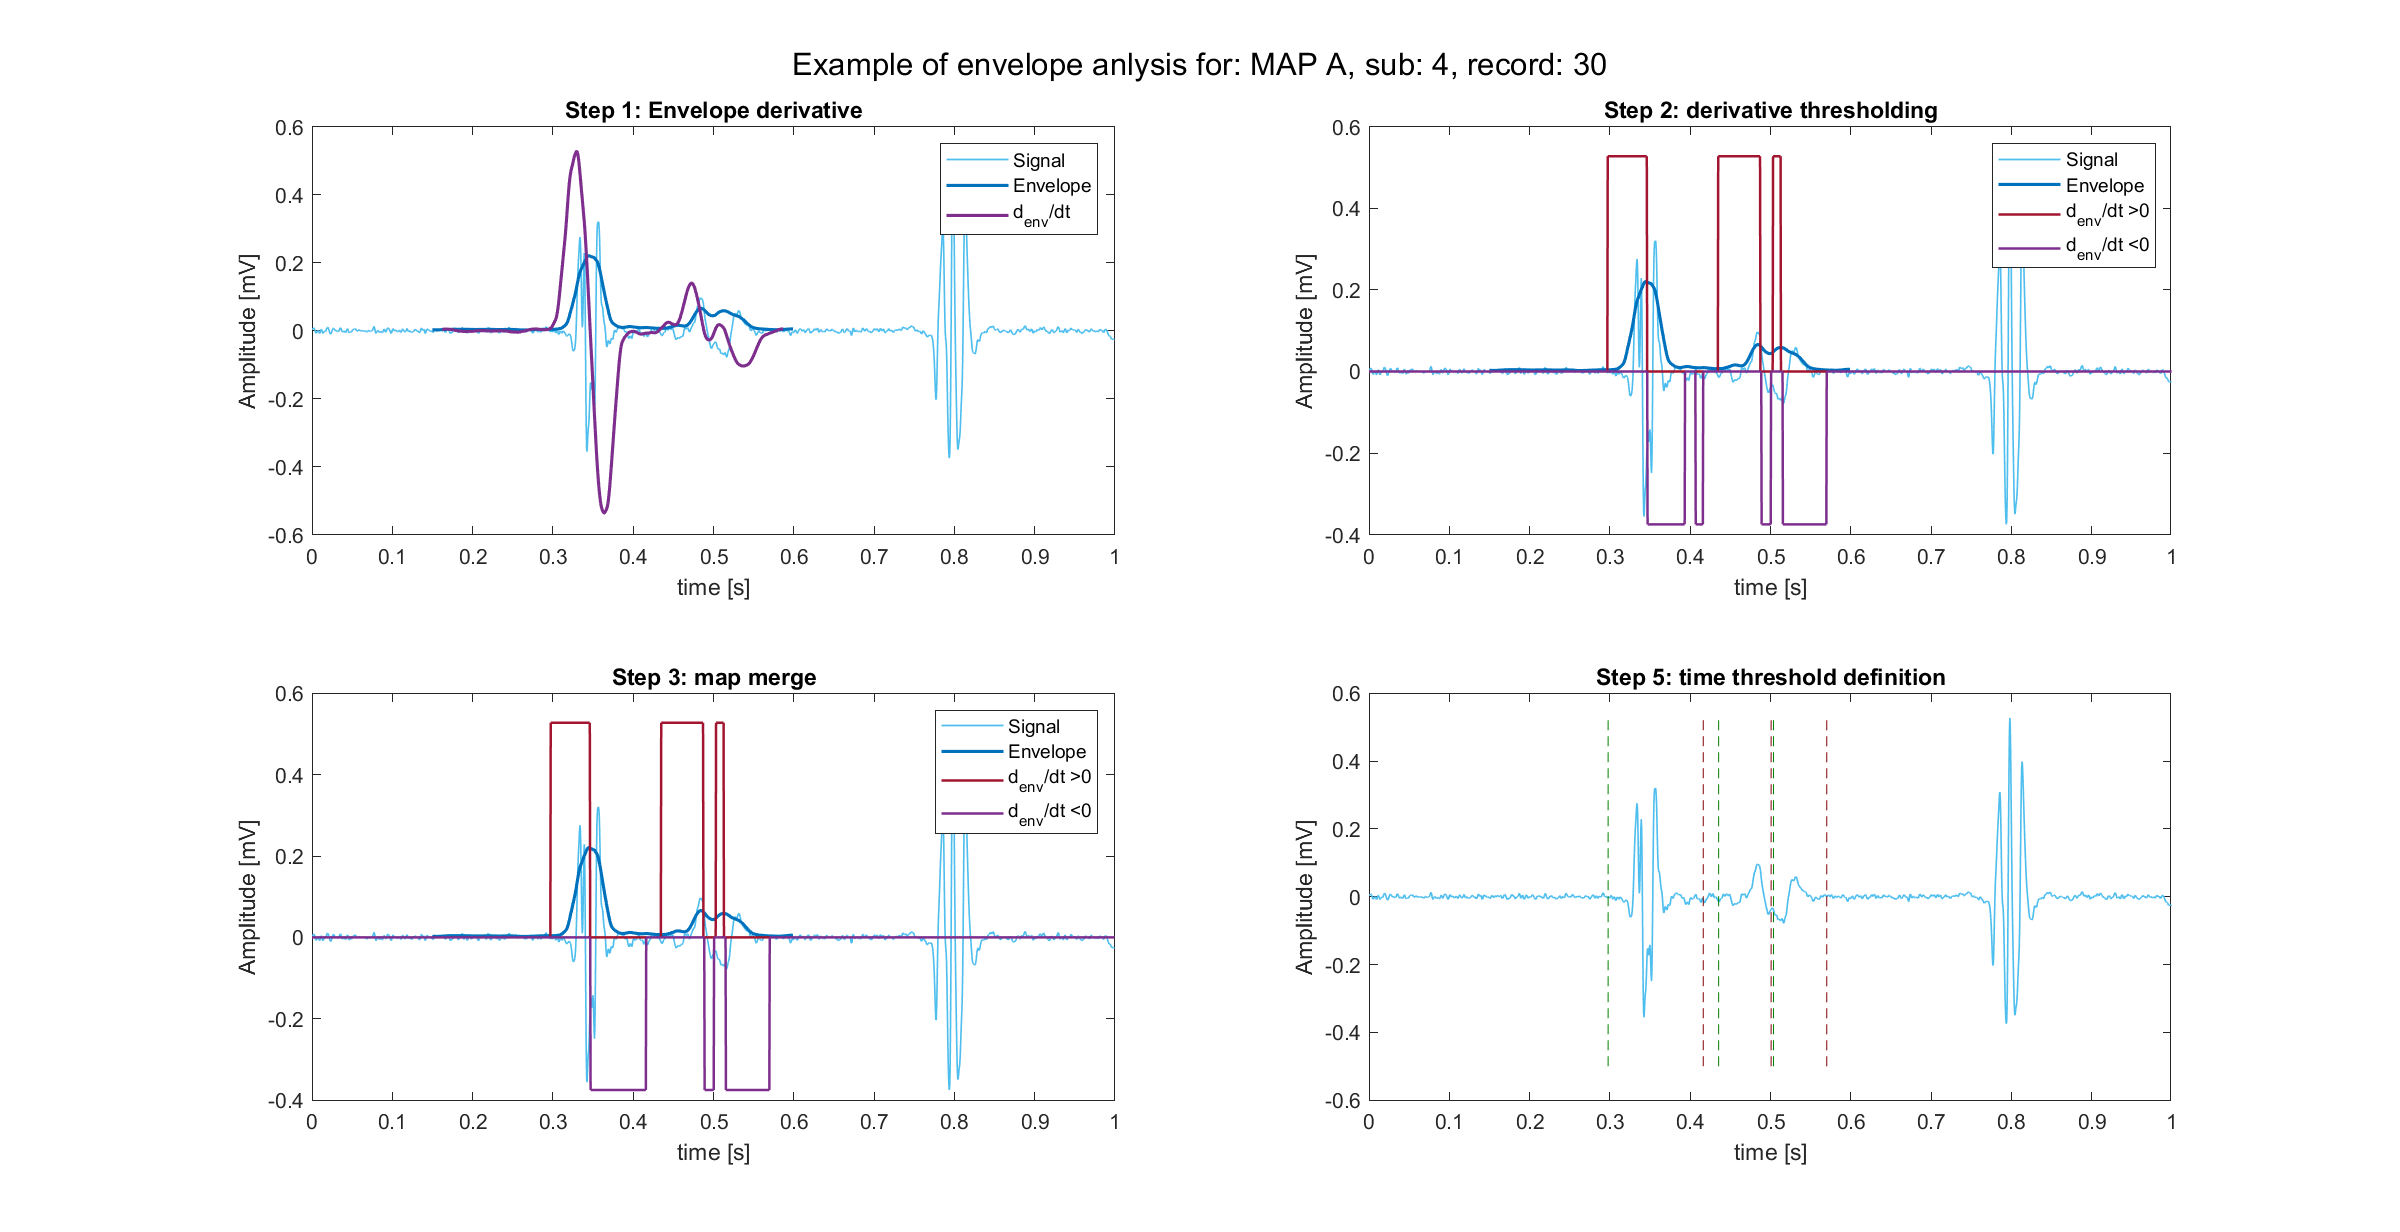 Example of envelope anlysis for: MAP A, sub: 4, record: 30
Step 1: Envelope derivative
Amplitude [mV]
0.6
0.4
0.2
0
-0.2
-0.4
-0.6
Signal
Envelope
d_env/dt
0 0.1 0.2 0.3 0.4 0.5 0.6 0.7 0.8 0.9 1
time [s]
Step 2: derivative thresholding
Amplitude [mV]
0.6
0.4
0.2
0
-0.2
-0.4
Signal
Envelope
d_env/dt >0
d_env/dt <0
0 0.1 0.2 0.3 0.4 0.5 0.6 0.7 0.8 0.9 1
time [s]
Step 3: map merge
Amplitude [mV]
0.6
0.4
0.2
0
-0.2
-0.4
Signal
Envelope
d_env/dt >0
d_env/dt <0
0 0.1 0.2 0.3 0.4 0.5 0.6 0.7 0.8 0.9 1
time [s]
Step 5: time threshold definition
Amplitude [mV]
0.6
0.4
0.2
0
-0.2
-0.4
-0.6
0 0.1 0.2 0.3 0.4 0.5 0.6 0.7 0.8 0.9 1
time [s]